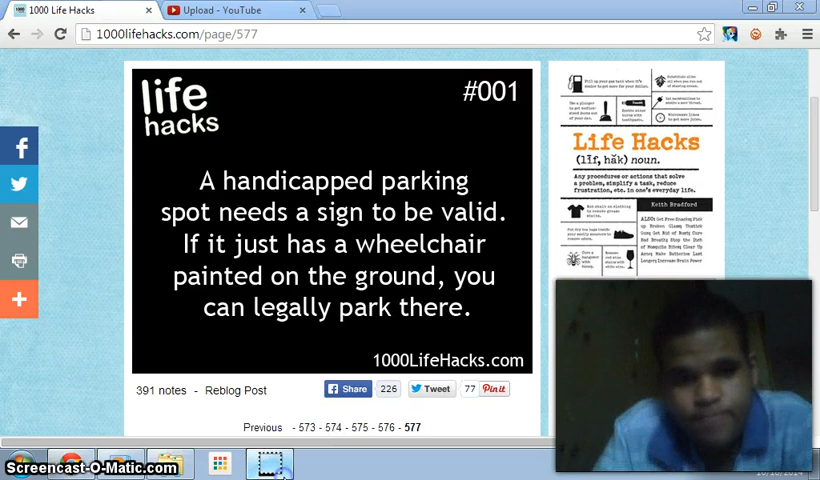 1000 Life Hacks
Upload - YouTube
1000lifehacks.com/page/577
life
hacks
#001
A handicapped parking
spot needs a sign to be valid.
If it just has a wheelchair
painted on the ground, you
can legally park there.
1000LifeHacks.com
391 notes - Reblog Post
Share 226 Tweet 77 Pin it
Previous - 573 - 574 - 575 - 576 - 577
Life Hacks
(līf, hăk) noun.
Any procedures or actions that solve
a problem, simplify a task, reduce
frustration, etc. in one's everyday life.
Keith Bradford
Screencast-O-Matic.com